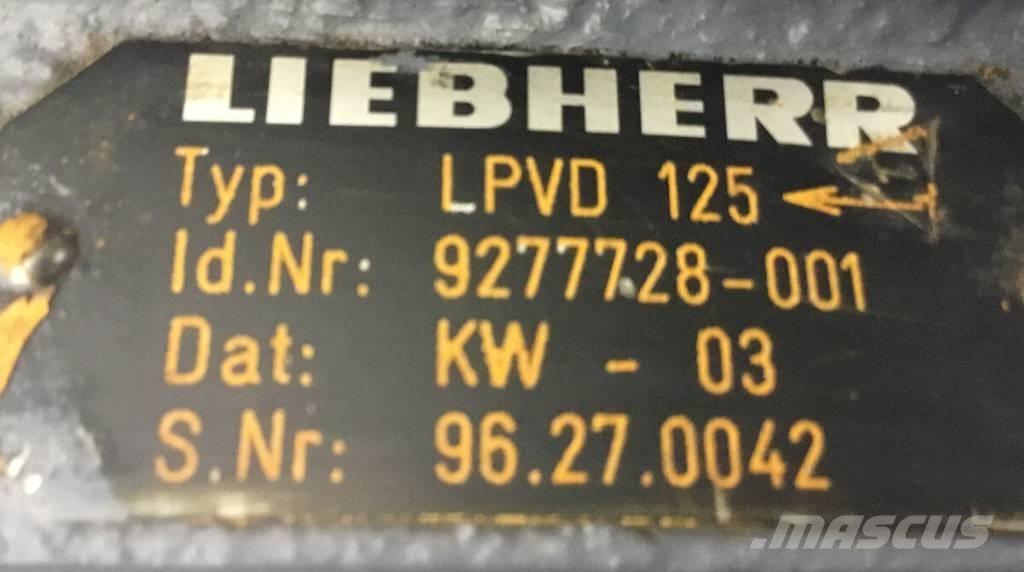 LIEBHERR
Typ: LPVD 125
Id.Nr: 9277728-001
Dat: KW - 03
S.Nr: 96.27.0042
MASCUS